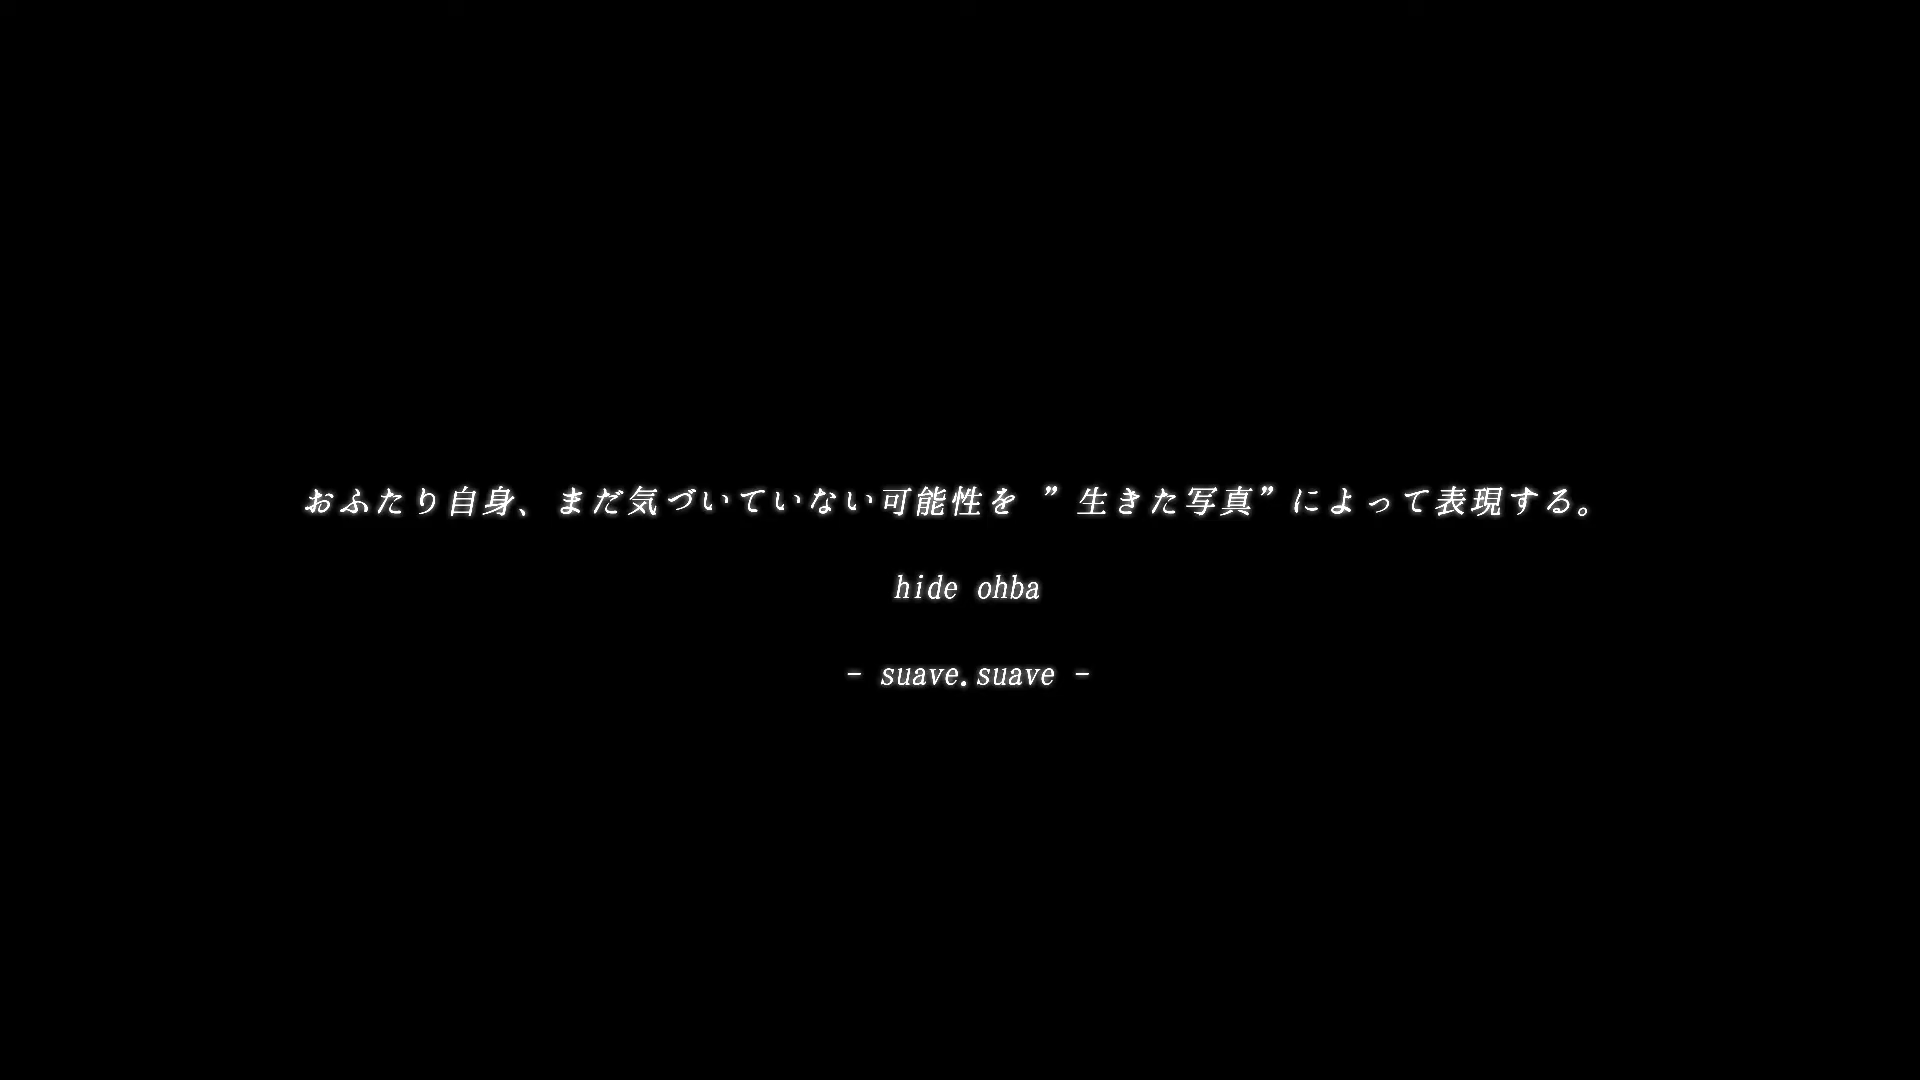 おふたり自身、まだ気づいていない可能性を ”生きた写真”によって表現する。
hide ohba
- suave.suave -